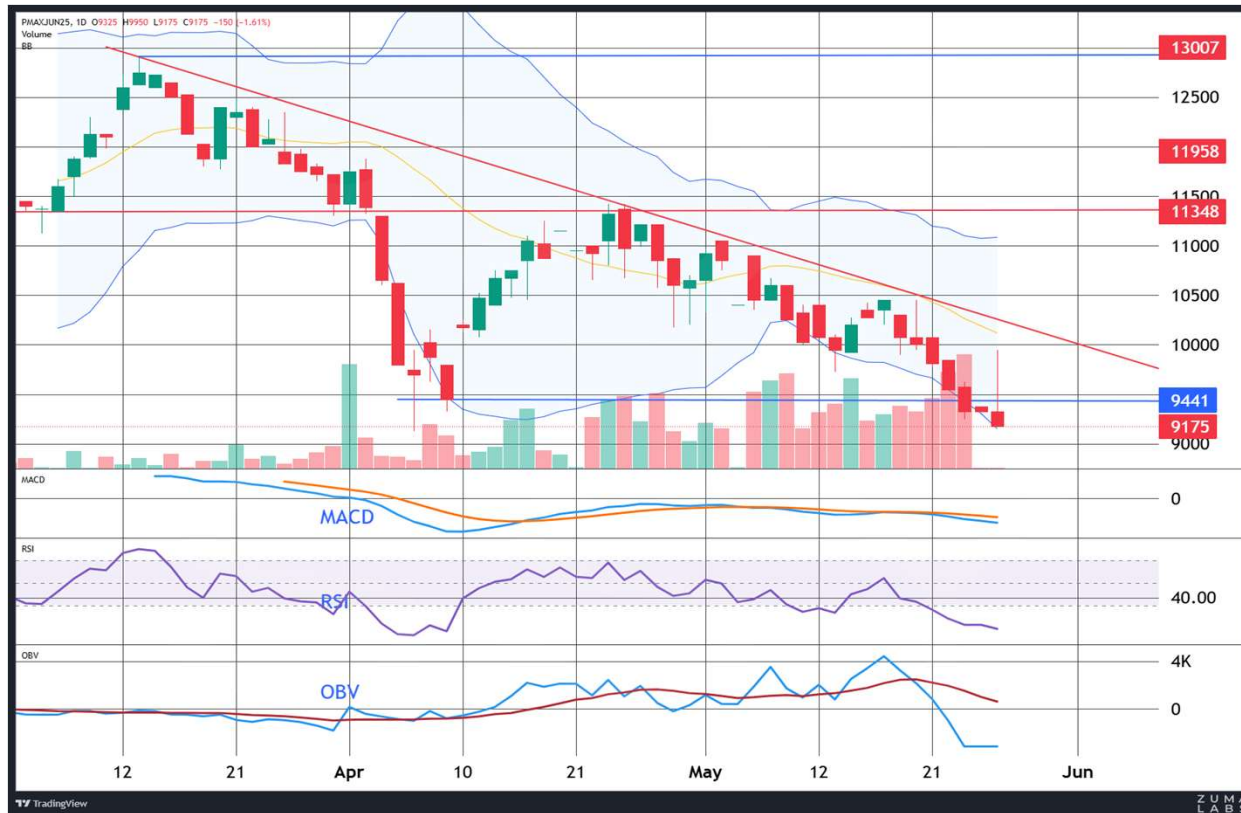 PMAXJUN25, 1D O9325 H9950 L9175 C9175 −150 (−1.61%)
Volume
BB
13007
12500
11958
11500
11348
11000
10500
10000
9441
9175
9000
MACD
MACD
0
RSI
RSI
40.00
OBV
OBV
4K
0
12 21 Apr 10 21 May 12 21 Jun
TradingView
ZUMA
LABS